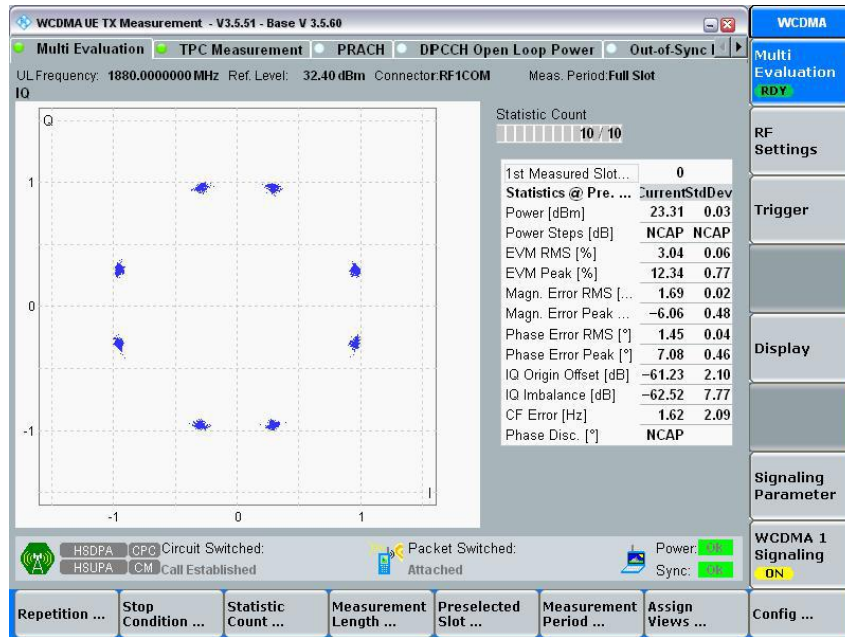 WCDMA UE TX Measurement - V3.5.51 - Base V 3.5.60
WCDMA
Multi Evaluation TPC Measurement PRACH DPCCH Open Loop Power Out-of-Sync
Multi
Evaluation
RDY
UL Frequency: 1880.0000000 MHz Ref. Level: 32.40 dBm Connector:RF1COM Meas. Period:Full Slot
IQ
Q
1
0
-1
-1 0 1
I
Statistic Count
10 / 10
1st Measured Slot... 0
Statistics @ Pre. ... Current StdDev
Power [dBm] 23.31 0.03
Power Steps [dB] NCAP NCAP
EVM RMS [%] 3.04 0.06
EVM Peak [%] 12.34 0.77
Magn. Error RMS [... 1.69 0.02
Magn. Error Peak ... −6.06 0.48
Phase Error RMS [°] 1.45 0.04
Phase Error Peak [°] 7.08 0.46
IQ Origin Offset [dB] −61.23 2.10
IQ Imbalance [dB] −62.52 7.77
CF Error [Hz] 1.62 2.09
Phase Disc. [°] NCAP
RF
Settings
Trigger
Display
Signaling
Parameter
WCDMA 1
Signaling
ON
HSDPA CPC Circuit Switched: Packet Switched: Power: OK
HSUPA CM Call Established Attached Sync: OK
Repetition ...
Stop
Condition ...
Statistic
Count ...
Measurement
Length ...
Preselected
Slot ...
Measurement
Period ...
Assign
Views ...
Config ...